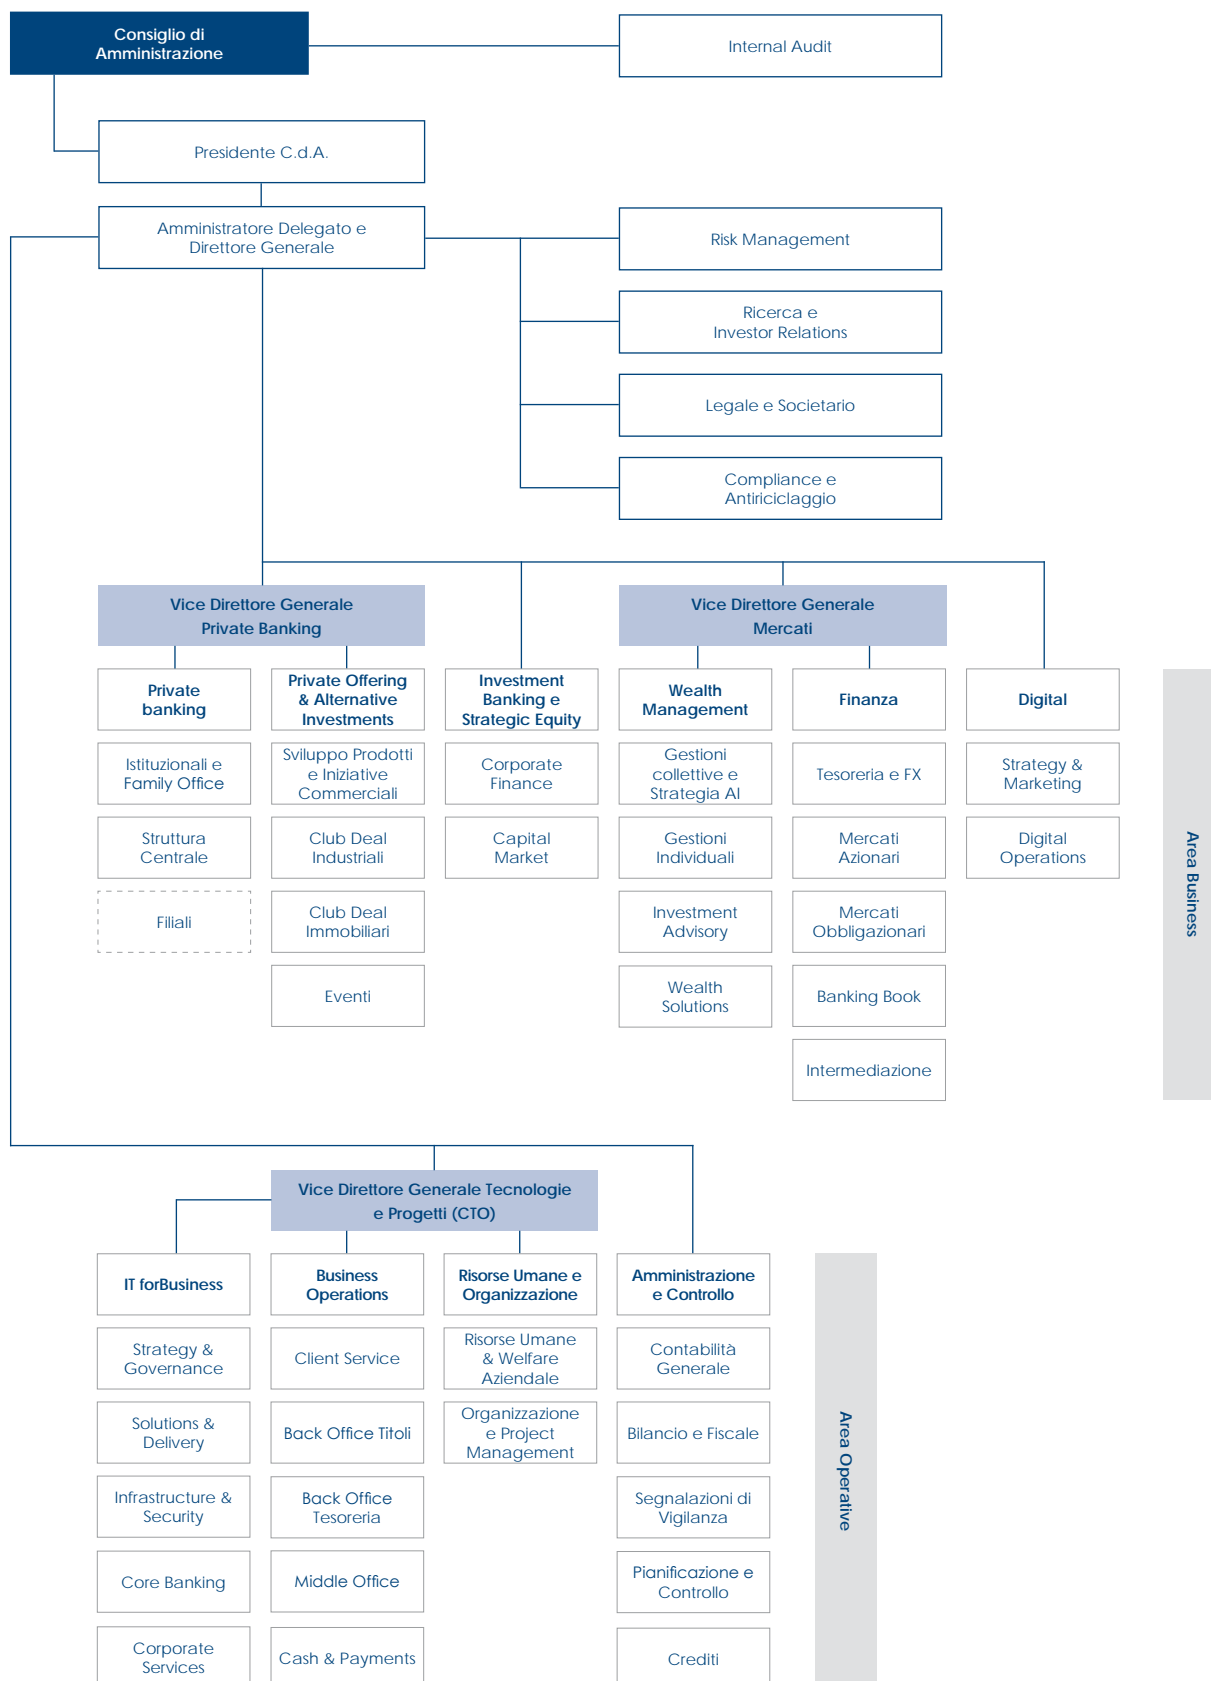 Consiglio di
Amministrazione
Internal Audit
Presidente C.d.A.
Amministratore Delegato e
Direttore Generale
Risk Management
Ricerca e
Investor Relations
Legale e Societario
Compliance e
Antiriciclaggio
Vice Direttore Generale
Private Banking
Vice Direttore Generale
Mercati
Private
banking
Private Offering
& Alternative
Investments
Investment
Banking e
Strategic Equity
Wealth
Management
Finanza
Digital
Istituzionali e
Family Office
Sviluppo Prodotti
e Iniziative
Commerciali
Corporate
Finance
Gestioni
collettive e
Strategia AI
Tesoreria e FX
Strategy &
Marketing
Struttura
Centrale
Club Deal
Industriali
Capital
Market
Gestioni
Individuali
Mercati
Azionari
Digital
Operations
Filiali
Club Deal
Immobiliari
Investment
Advisory
Mercati
Obbligazionari
Eventi
Wealth
Solutions
Banking Book
Intermediazione
Area Business
Vice Direttore Generale Tecnologie
e Progetti (CTO)
IT forBusiness
Business
Operations
Risorse Umane e
Organizzazione
Amministrazione
e Controllo
Strategy &
Governance
Client Service
Risorse Umane
& Welfare
Aziendale
Contabilità
Generale
Solutions &
Delivery
Back Office Titoli
Organizzazione
e Project
Management
Bilancio e Fiscale
Infrastructure &
Security
Back Office
Tesoreria
Segnalazioni di
Vigilanza
Core Banking
Middle Office
Pianificazione e
Controllo
Corporate
Services
Cash & Payments
Crediti
Area Operative